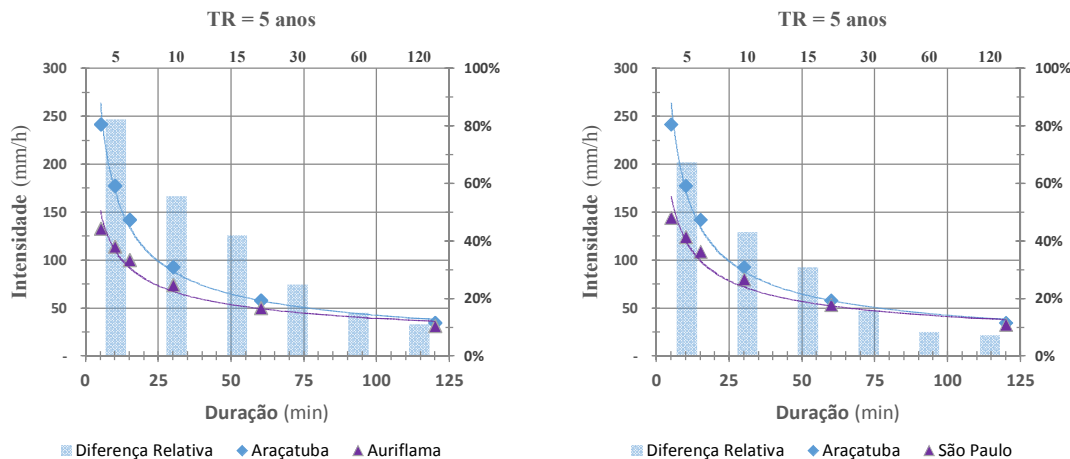 TR = 5 anos
5 10 15 30 60 120
300 250 200 150 100 50 -
100% 80% 60% 40% 20% 0%
Intensidade (mm/h)
0 25 50 75 100 125
Duração (min)
Diferença Relativa Araçatuba Auriflama
TR = 5 anos
5 10 15 30 60 120
300 250 200 150 100 50 -
100% 80% 60% 40% 20% 0%
Intensidade (mm/h)
0 25 50 75 100 125
Duração (min)
Diferença Relativa Araçatuba São Paulo